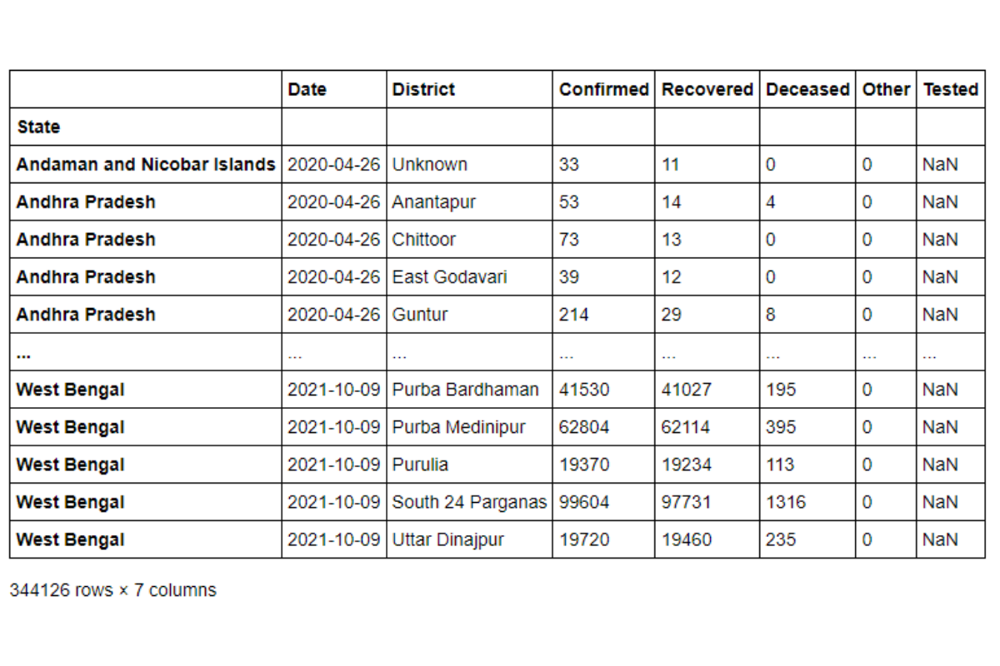 Date District Confirmed Recovered Deceased Other Tested
State
Andaman and Nicobar Islands 2020-04-26 Unknown 33 11 0 0 NaN
Andhra Pradesh 2020-04-26 Anantapur 53 14 4 0 NaN
Andhra Pradesh 2020-04-26 Chittoor 73 13 0 0 NaN
Andhra Pradesh 2020-04-26 East Godavari 39 12 0 0 NaN
Andhra Pradesh 2020-04-26 Guntur 214 29 8 0 NaN
... ... ... ... ... ... ... ...
West Bengal 2021-10-09 Purba Bardhaman 41530 41027 195 0 NaN
West Bengal 2021-10-09 Purba Medinipur 62804 62114 395 0 NaN
West Bengal 2021-10-09 Purulia 19370 19234 113 0 NaN
West Bengal 2021-10-09 South 24 Parganas 99604 97731 1316 0 NaN
West Bengal 2021-10-09 Uttar Dinajpur 19720 19460 235 0 NaN
344126 rows × 7 columns